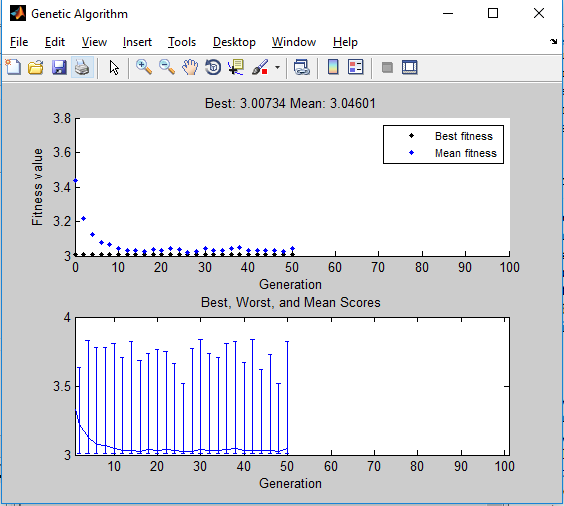 Genetic Algorithm
File Edit View Insert Tools Desktop Window Help
Best: 3.00734 Mean: 3.04601
3.8
3.6
3.4
3.2
3
Fitness value
Best fitness
Mean fitness
0 10 20 30 40 50 60 70 80 90 100
Generation
Best, Worst, and Mean Scores
4
3.5
3
10 20 30 40 50 60 70 80 90 100
Generation